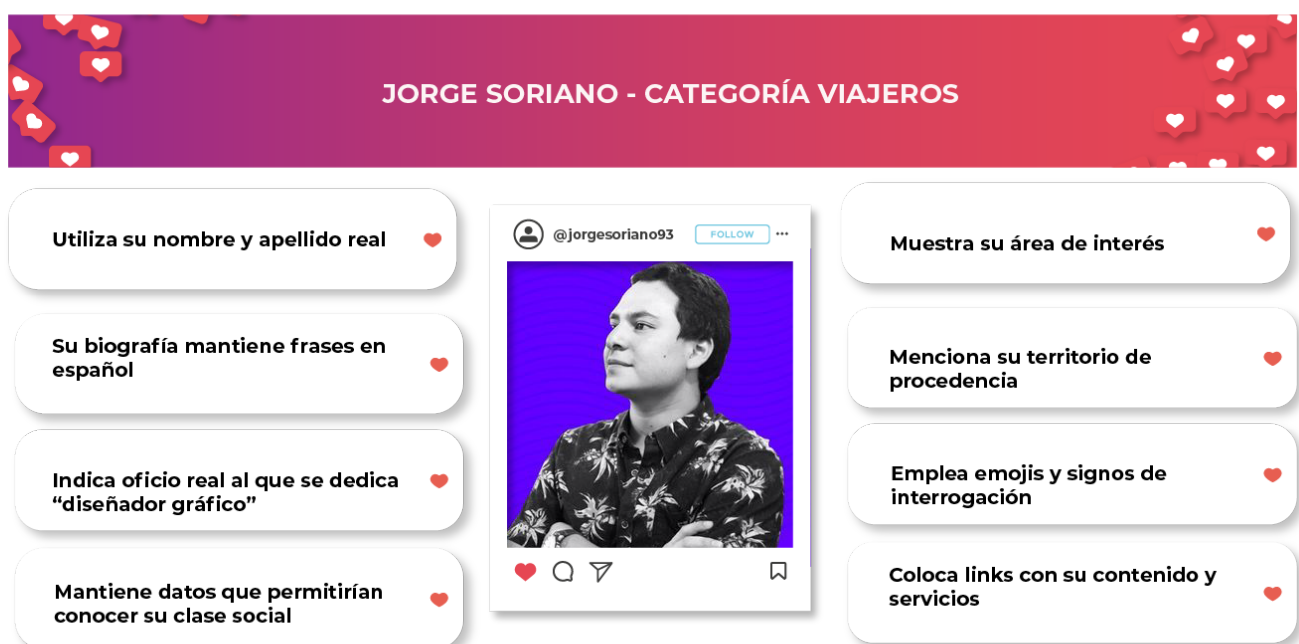 JORGE SORIANO - CATEGORÍA VIAJEROS
Utiliza su nombre y apellido real
Su biografía mantiene frases en
español
Indica oficio real al que se dedica
“diseñador gráfico”
Mantiene datos que permitirían
conocer su clase social
@jorgesoriano93
FOLLOW
Muestra su área de interés
Menciona su territorio de
procedencia
Emplea emojis y signos de
interrogación
Coloca links con su contenido y
servicios